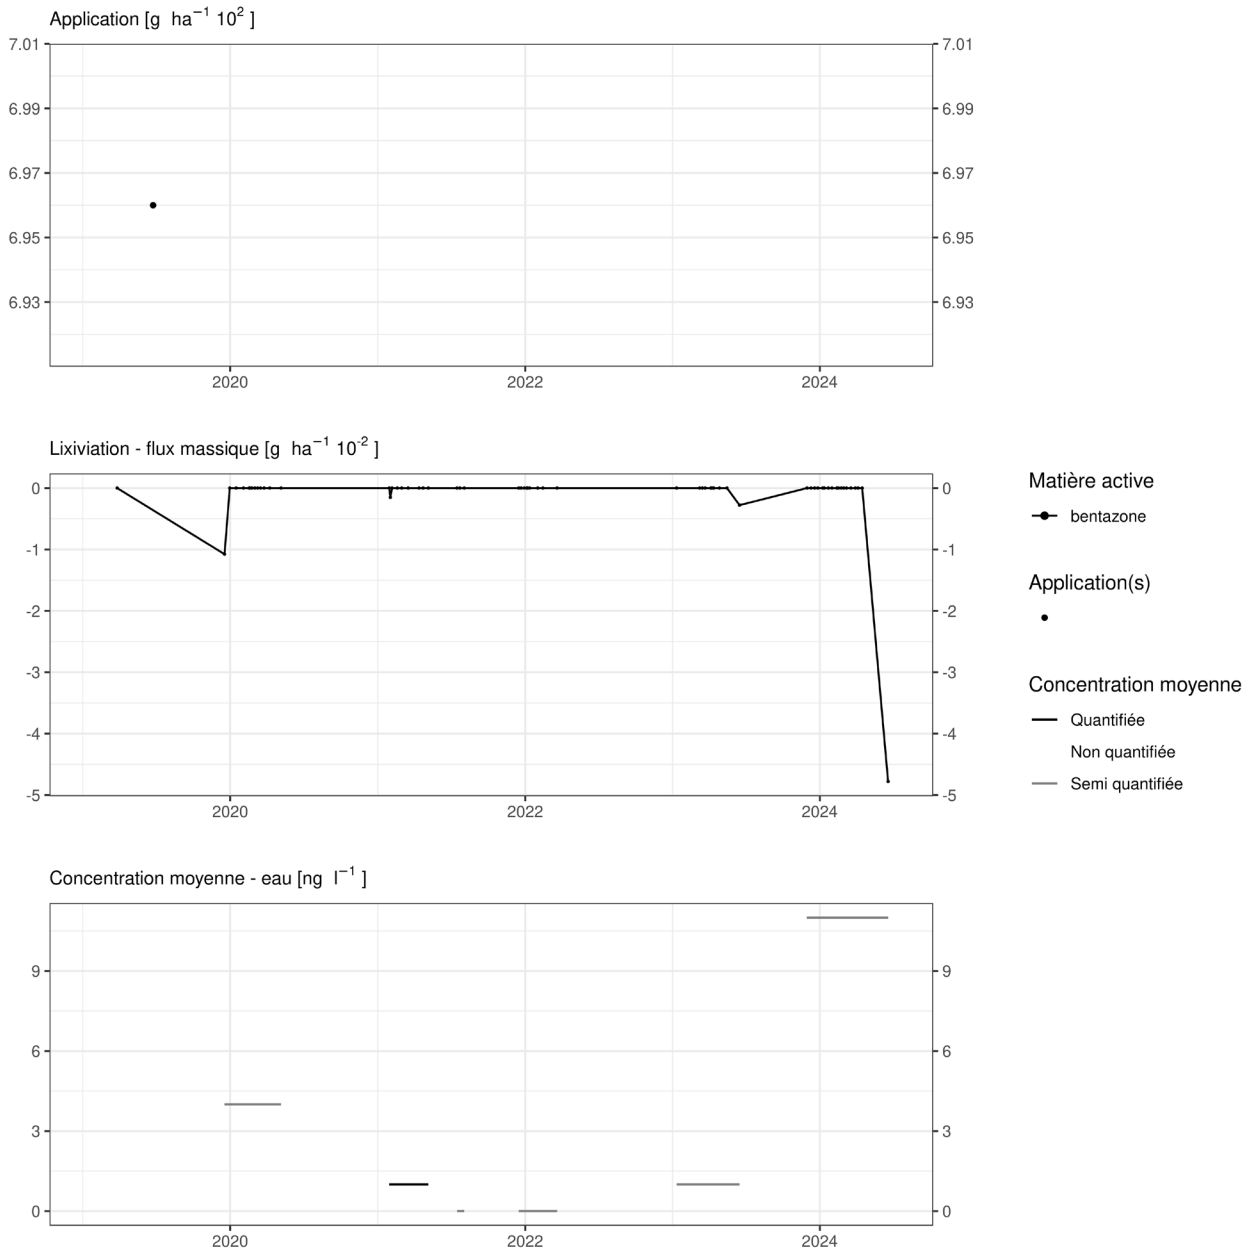 Application [g ha⁻¹ 10² ]
7.01 7.01
6.99 6.99
6.97 6.97
6.95 6.95
6.93 6.93
2020 2022 2024
Lixiviation - flux massique [g ha⁻¹ 10⁻² ]
0 0
-1 -1
-2 -2
-3 -3
-4 -4
-5 -5
2020 2022 2024
Matière active
bentazone
Application(s)
Concentration moyenne
Quantifiée
Non quantifiée
Semi quantifiée
Concentration moyenne - eau [ng l⁻¹ ]
9 9
6 6
3 3
0 0
2020 2022 2024